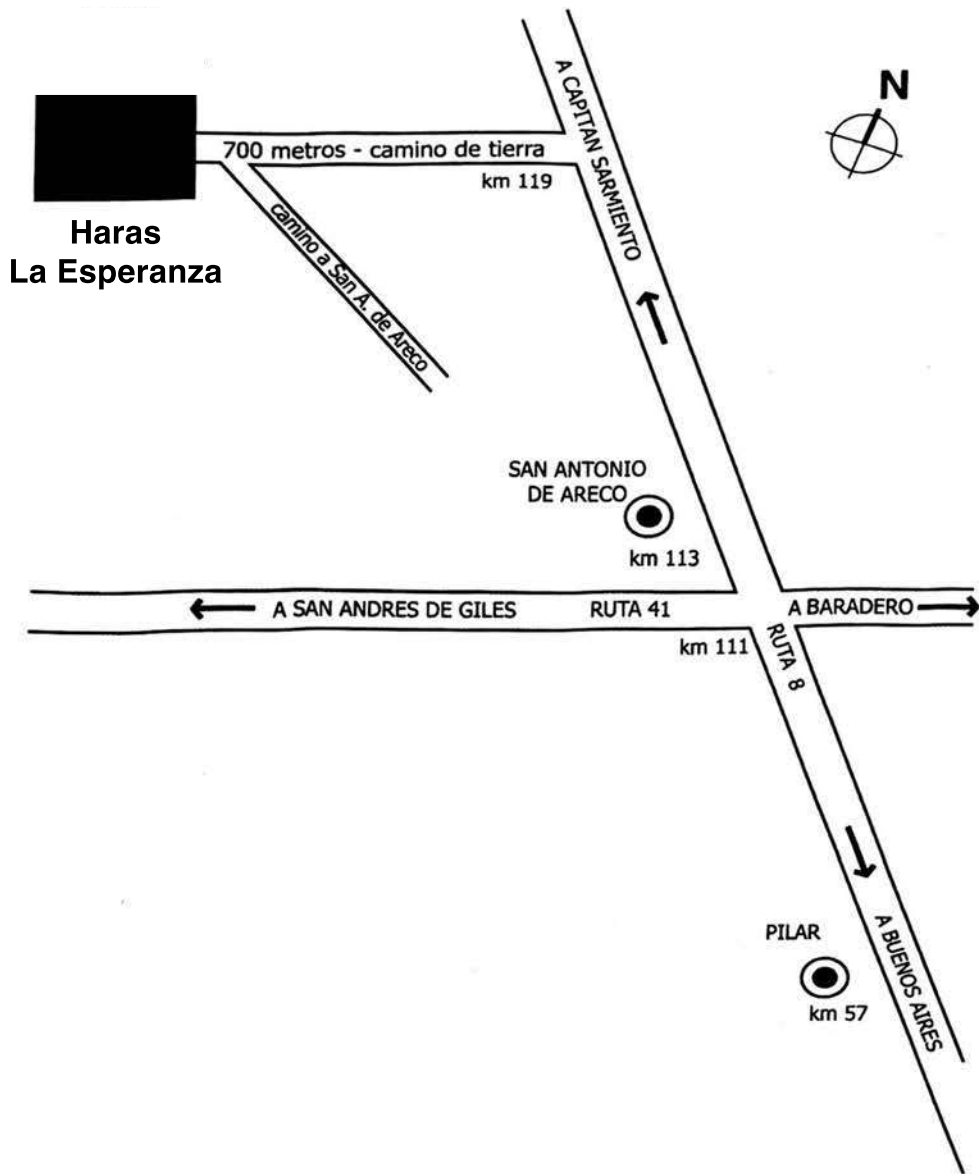 N
A CAPITAN SARMIENTO
700 metros - camino de tierra
km 119
Haras
La Esperanza
camino a San A. de Areco
SAN ANTONIO
DE ARECO
km 113
A SAN ANDRES DE GILES
RUTA 41
A BARADERO
km 111
RUTA 8
PILAR
km 57
A BUENOS AIRES